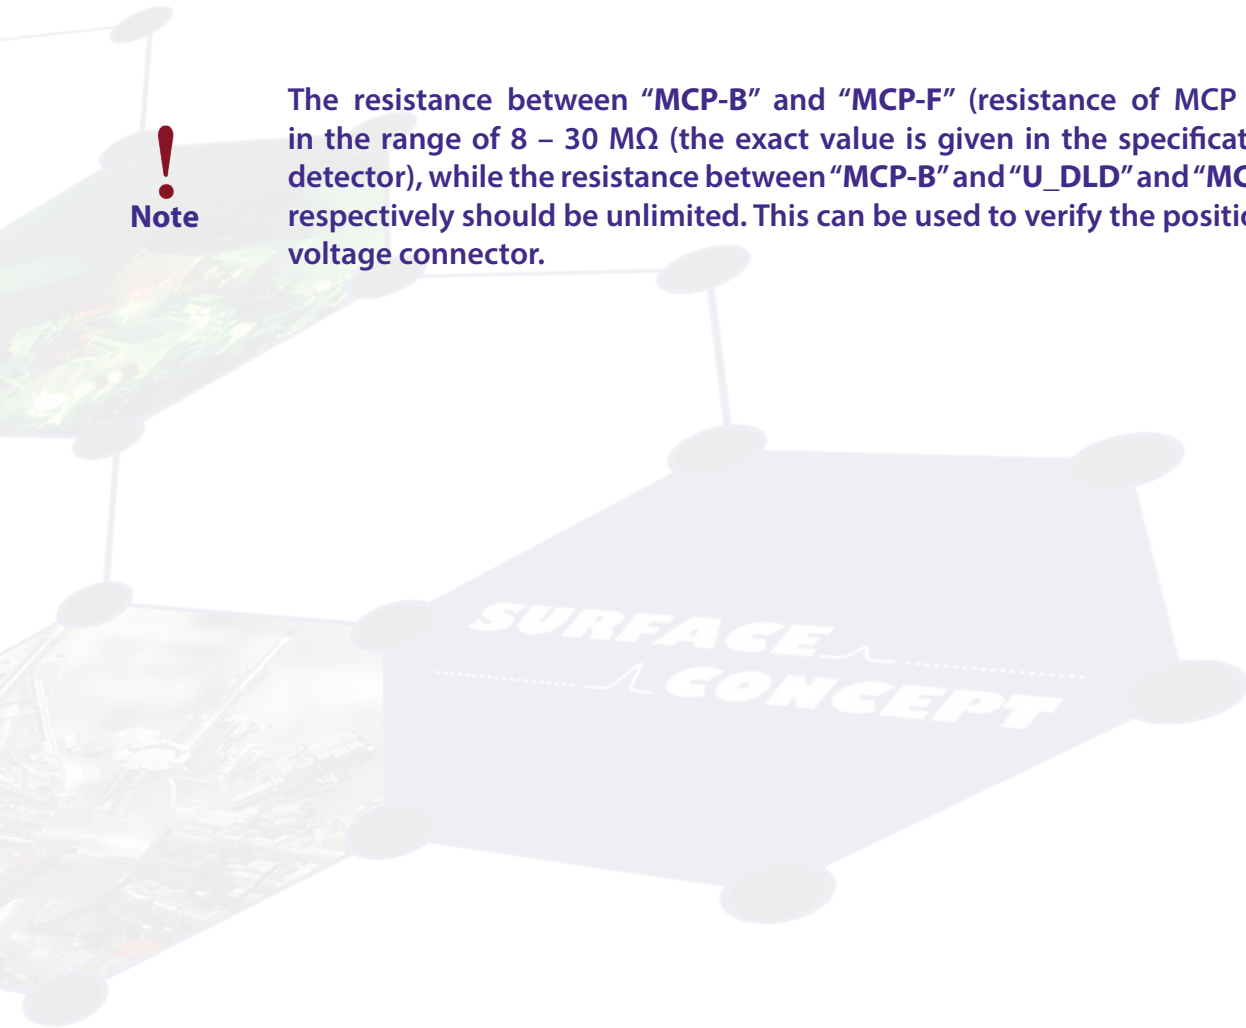 The resistance between “MCP-B” and “MCP-F” (resistance of MCP
in the range of 8 – 30 MΩ (the exact value is given in the
detector), while the resistance between “MCP-B” and “U_DLD” and
respectively should be unlimited. This can be used to verify the
voltage connector.
!
Note
SURFACE
CONCEPT